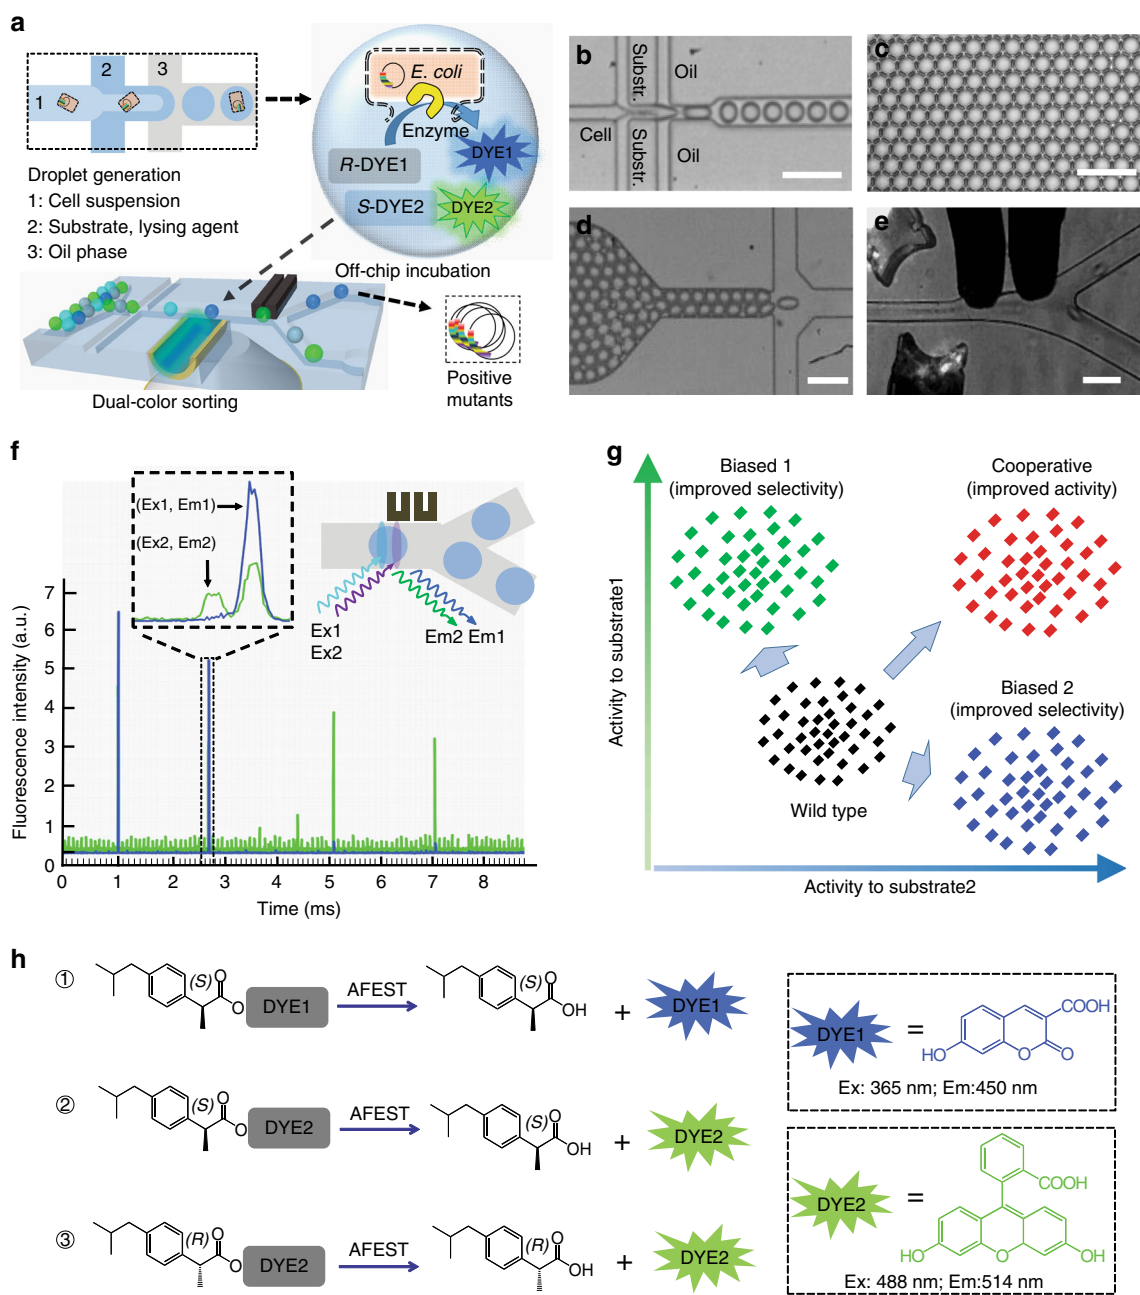 a
1
2
3
Droplet generation
1: Cell suspension
2: Substrate, lysing agent
3: Oil phase
E. coli
Enzyme
R-DYE1
DYE1
S-DYE2
DYE2
Off-chip incubation
Dual-color sorting
Positive
mutants
b
Substr.
Oil
Cell
Substr.
Oil
c
d
e
f
(Ex1, Em1)
(Ex2, Em2)
Ex1
Ex2
Em2 Em1
Fluorescence intensity (a.u.)
7
6
5
4
3
2
1
0
0 1 2 3 4 5 6 7 8
Time (ms)
g
Biased 1
(improved selectivity)
Cooperative
(improved activity)
Biased 2
(improved selectivity)
Wild type
Activity to substrate1
Activity to substrate2
h
① (S) O O DYE1 AFEST (S) O OH + DYE1
② (S) O O DYE2 AFEST (S) O OH + DYE2
③ (R) O O DYE2 AFEST (R) O OH + DYE2
DYE1 = HO O O COOH
Ex: 365 nm; Em:450 nm
DYE2 = COOH HO O OH
Ex: 488 nm; Em:514 nm